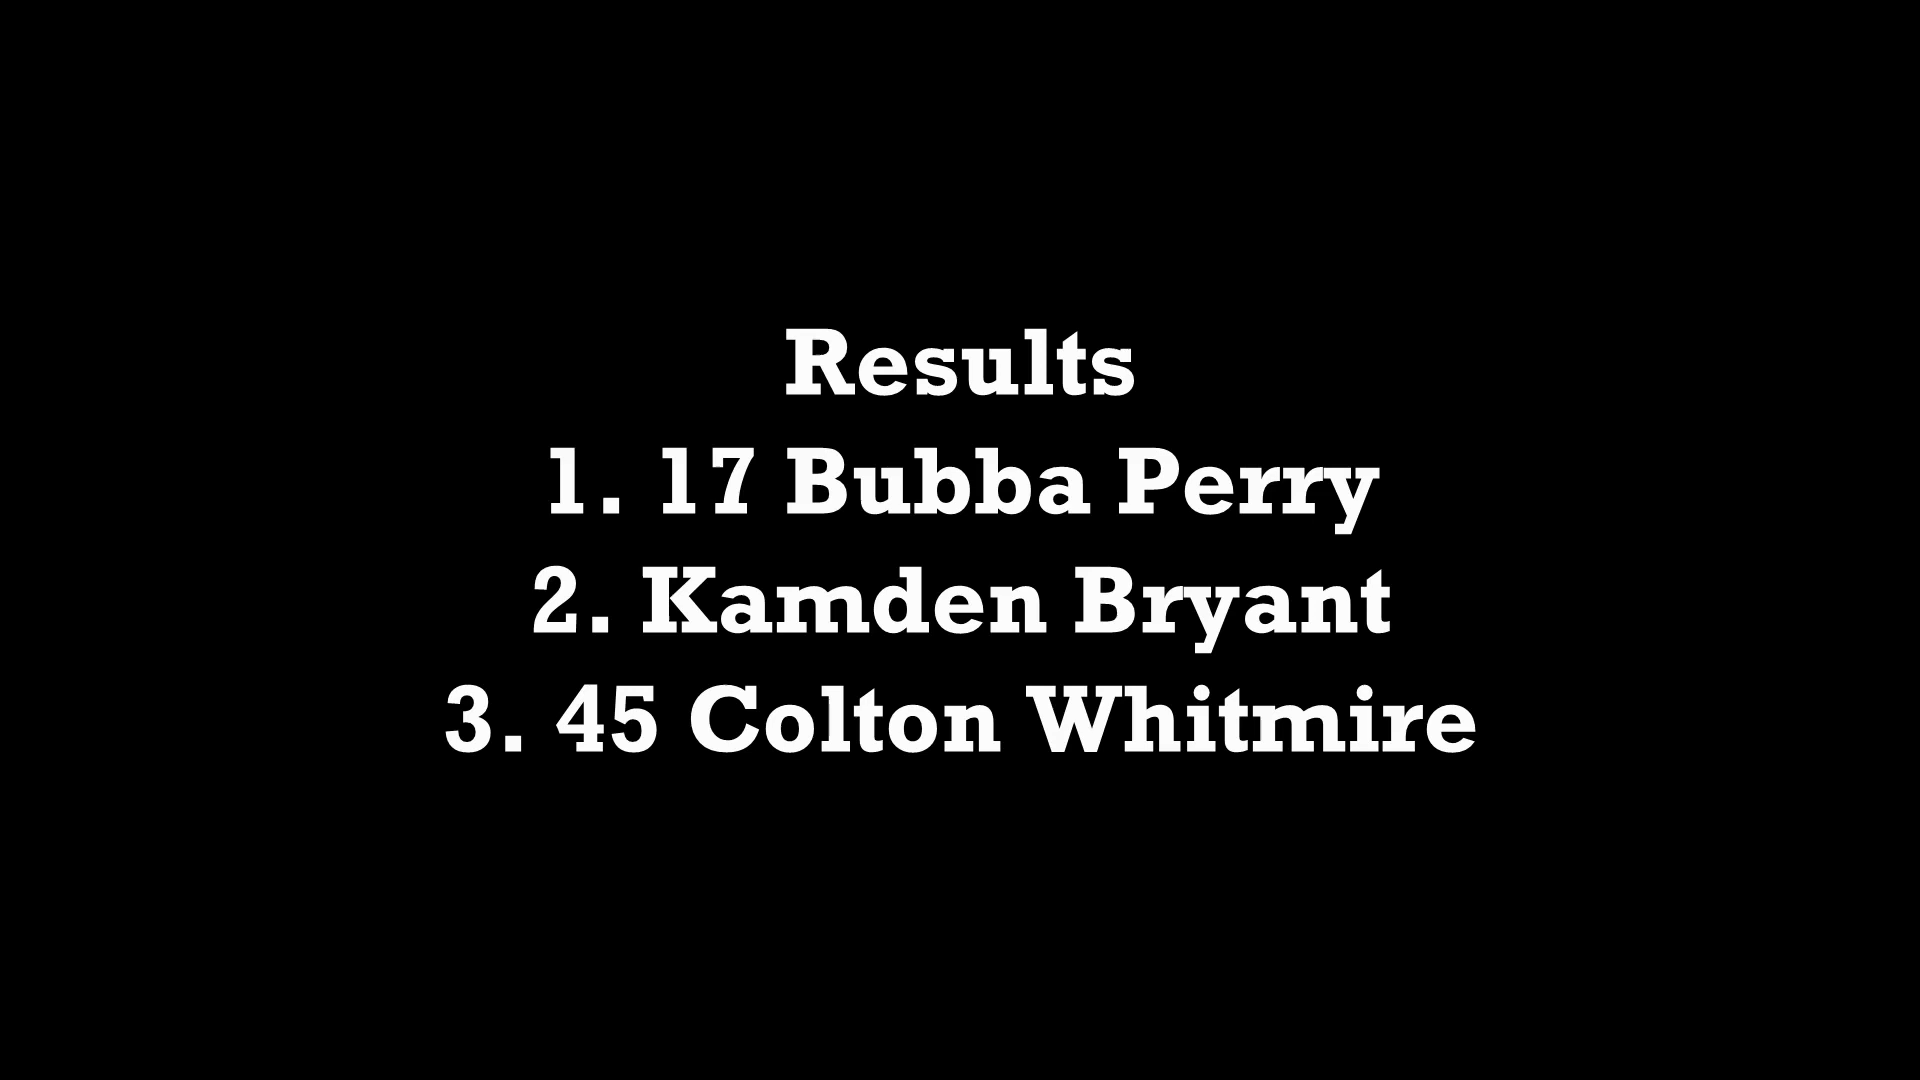 Results
1. 17 Bubba Perry
2. Kamden Bryant
3. 45 Colton Whitmire